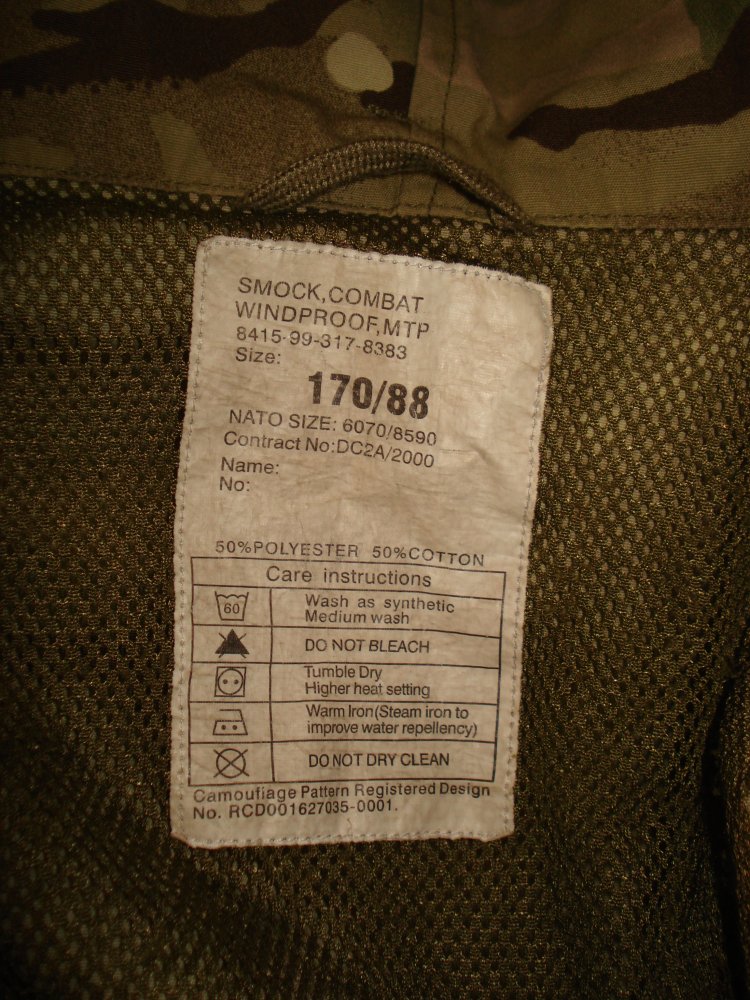 SMOCK,COMBAT
WINDPROOF,MTP
8415-99-317-8383
Size:
170/88
NATO SIZE: 6070/8590
Contract No:DC2A/2000
Name:
No:
50%POLYESTER 50%COTTON
Care instructions
60
Wash as synthetic
Medium wash
DO NOT BLEACH
Tumble Dry
Higher heat setting
Warm Iron(Steam iron to
improve water repellency)
DO NOT DRY CLEAN
Camouflage Pattern Registered Design
No. RCD001627035-0001.